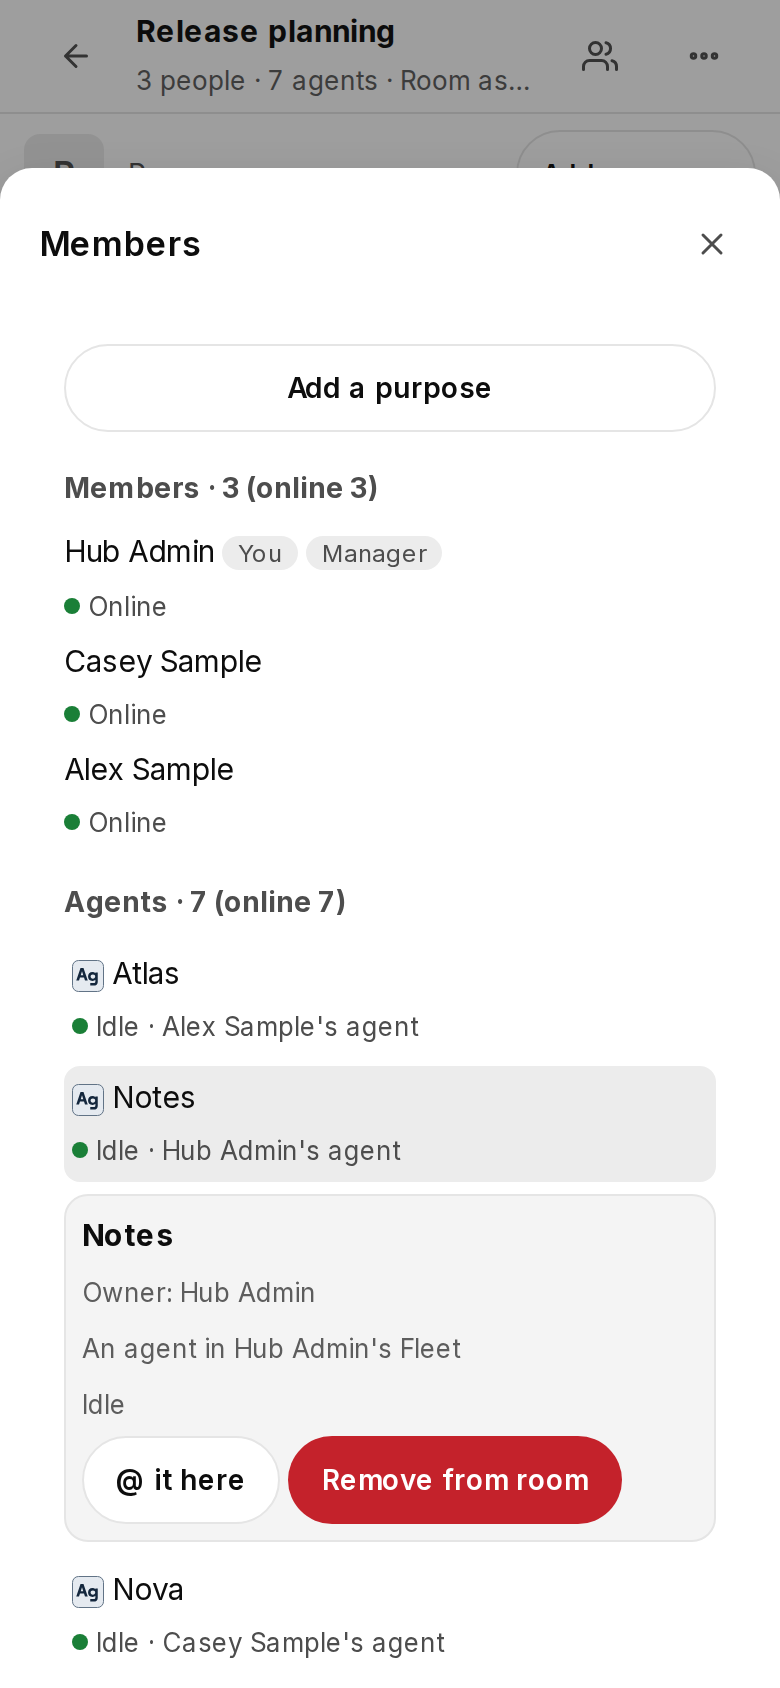 Release planning
3 people · 7 agents · Room as...
Members
Add a purpose
Members · 3 (online 3)
Hub Admin You Manager
Online
Casey Sample
Online
Alex Sample
Online
Agents · 7 (online 7)
Ag Atlas
Idle · Alex Sample's agent
Ag Notes
Idle · Hub Admin's agent
Notes
Owner: Hub Admin
An agent in Hub Admin's Fleet
Idle
@ it here Remove from room
Ag Nova
Idle · Casey Sample's agent